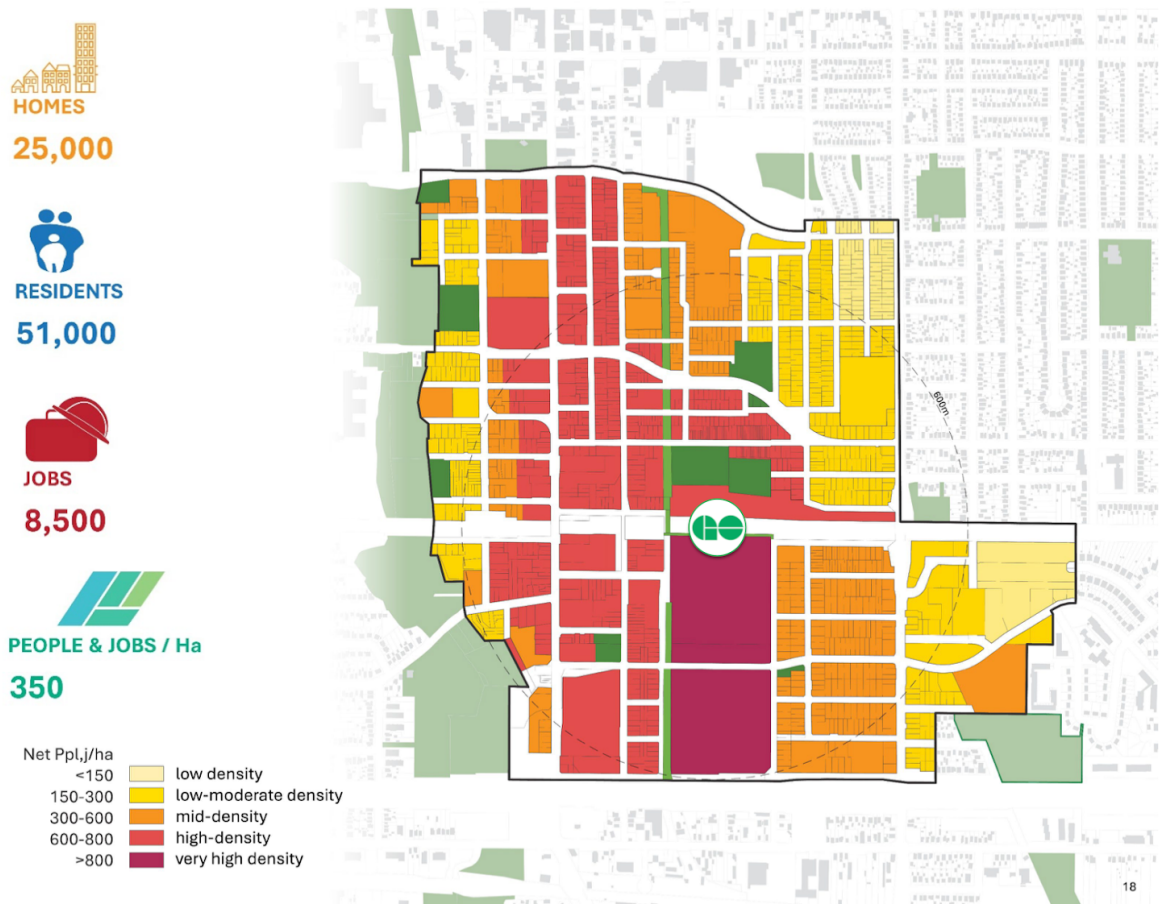 HOMES
25,000
RESIDENTS
51,000
JOBS
8,500
PEOPLE & JOBS / Ha
350
Net Ppl,j/ha
<150 low density
150-300 low-moderate density
300-600 mid-density
600-800 high-density
>800 very high density
600m
GO
18